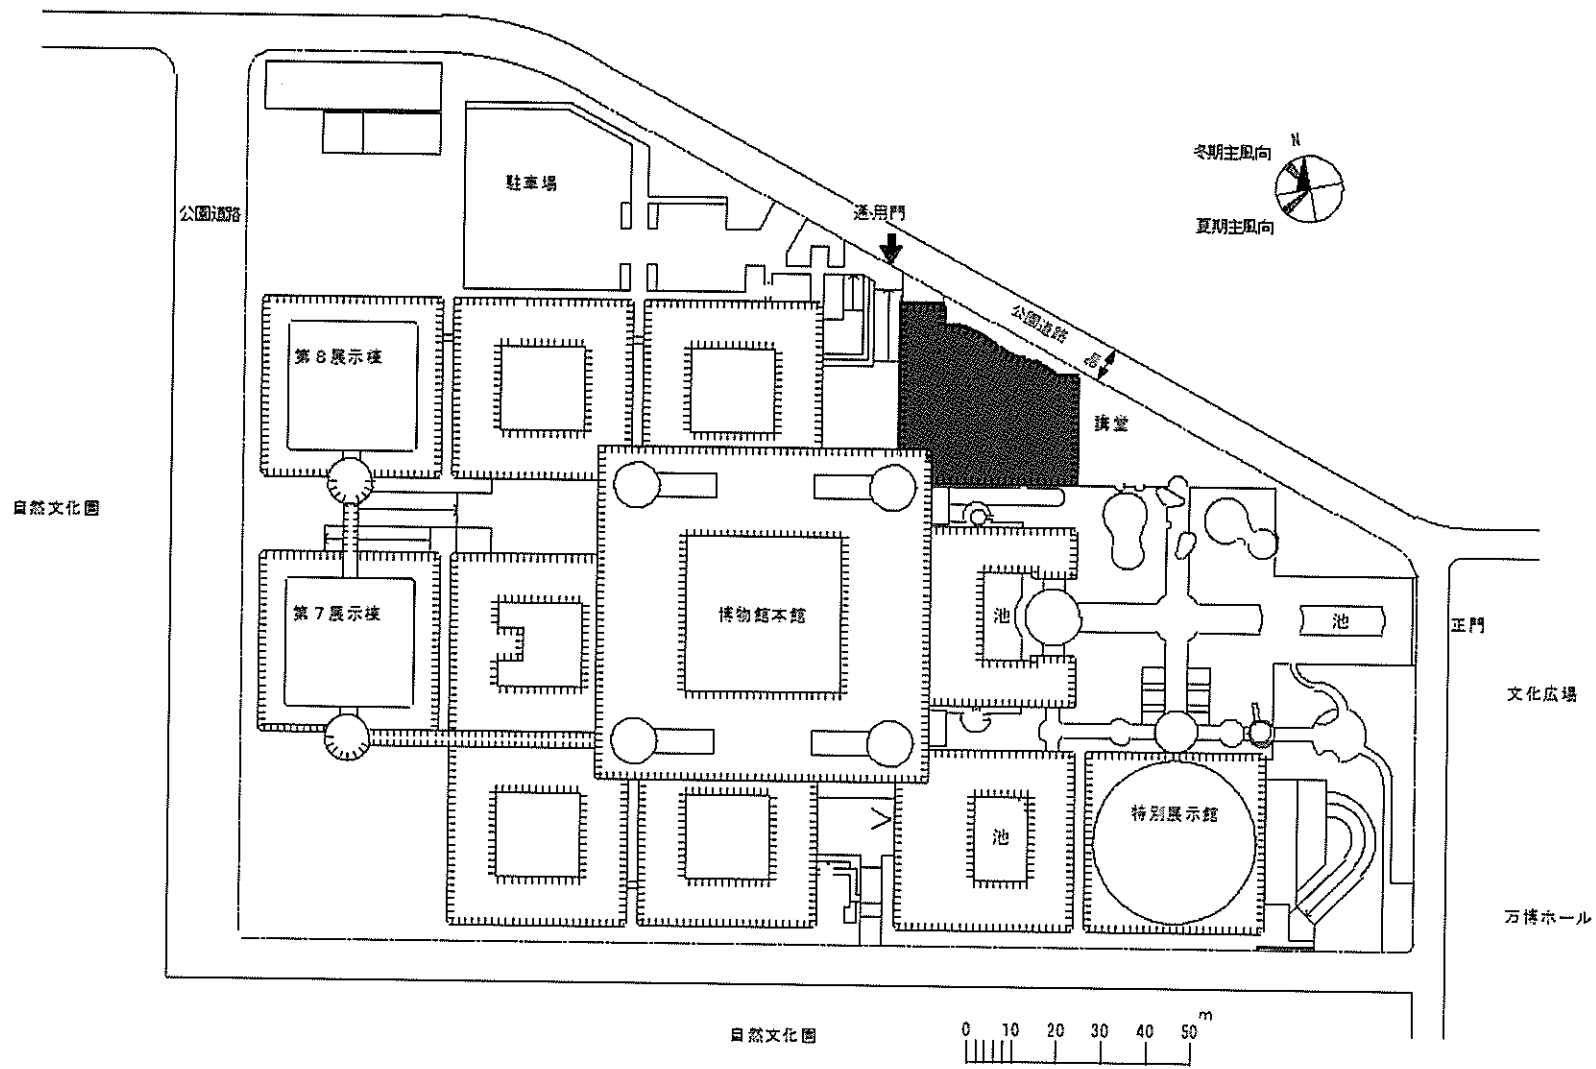 N
冬期主風向
夏期主風向
駐車場
公園道路
通用門
公園道路
第8展示棟
講堂
自然文化園
第7展示棟
博物館本館
池
池
正門
文化広場
特別展示館
池
万博ホール
自然文化園
0 10 20 30 40 50 m